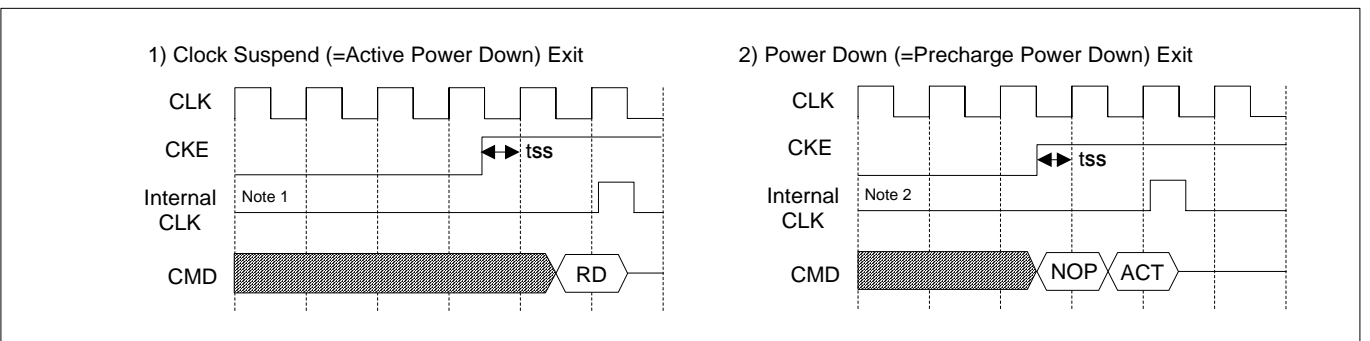 1) Clock Suspend (=Active Power Down) Exit
CLK
CKE
tss
Internal
CLK
Note 1
CMD
RD
2) Power Down (=Precharge Power Down) Exit
CLK
CKE
tss
Internal
CLK
Note 2
CMD
NOP
ACT